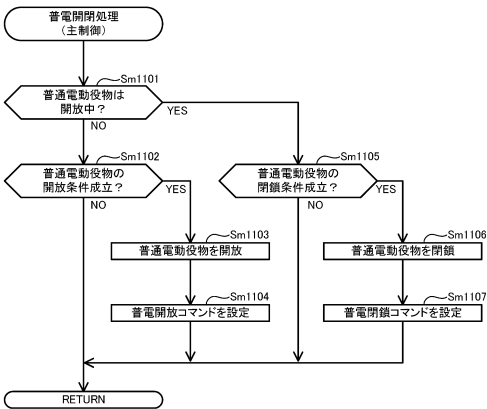 普電開閉処理
(主制御)
Sm1101
普通電動役物は
開放中?
YES
NO
Sm1102
普通電動役物の
開放条件成立?
YES
NO
Sm1105
普通電動役物の
閉鎖条件成立?
YES
NO
Sm1103
普通電動役物を開放
Sm1106
普通電動役物を閉鎖
Sm1104
普電開放コマンドを設定
Sm1107
普電閉鎖コマンドを設定
RETURN